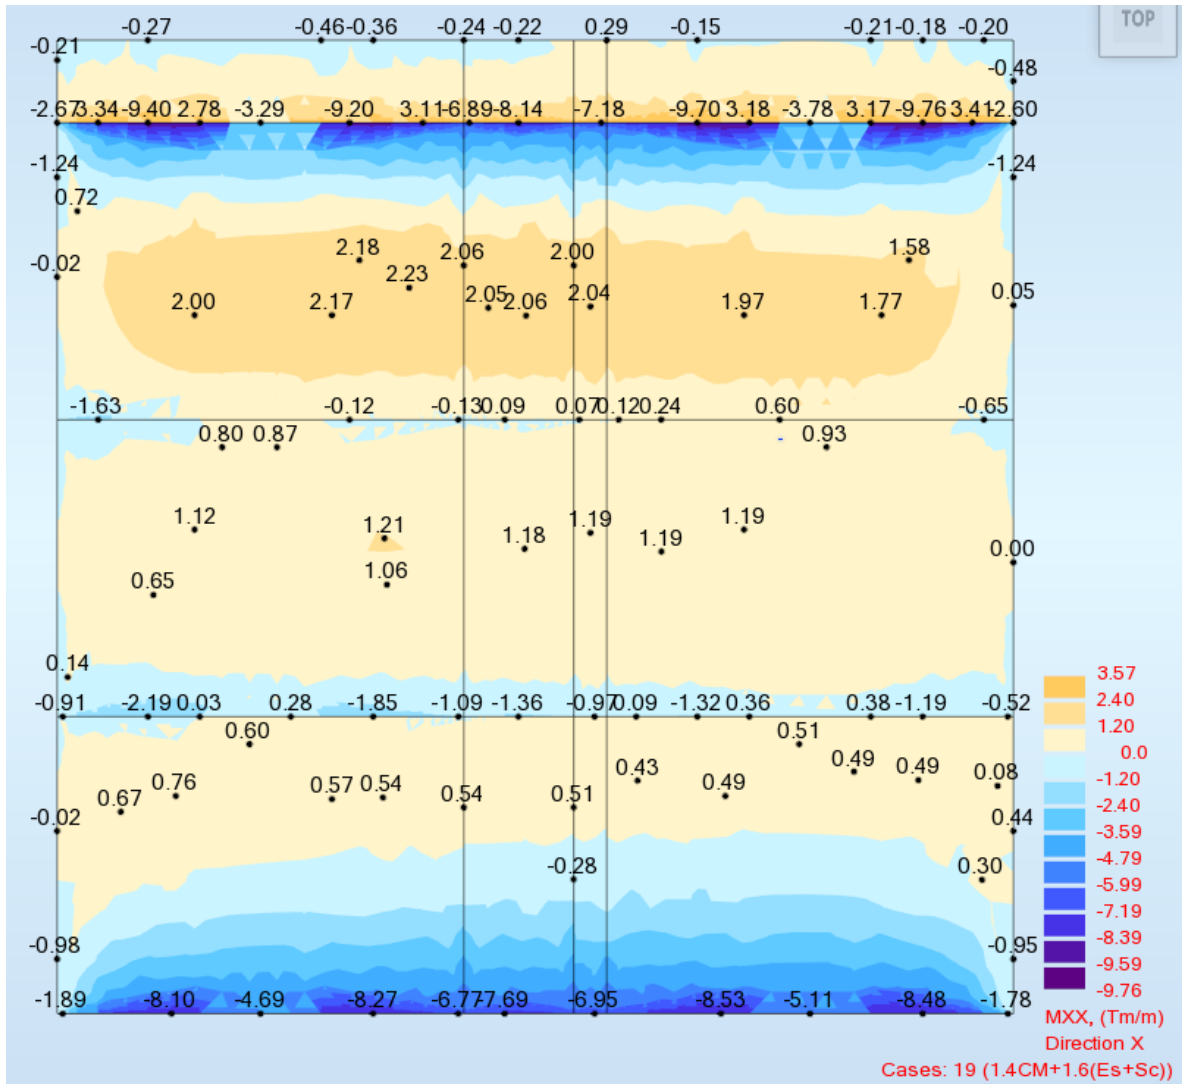 TOP
-0.27 -0.46 -0.36 -0.24 -0.22 0.29 -0.15 -0.21 -0.18 -0.20
-0.21
-0.48
-2.67 3.34 -9.40 2.78 -3.29 -9.20 3.11 -6.89 -8.14 -7.18 -9.70 3.18 -3.78 3.17 -9.76 3.41 -2.60
-1.24 -1.24
0.72
2.18 2.06 2.00 1.58
-0.02 2.23 0.05
2.00 2.17 2.05 2.06 2.04 1.97 1.77
-1.63 -0.12 -0.13 0.09 0.07 0.12 0.24 0.60 -0.65
0.80 0.87 0.93
1.12 1.21 1.18 1.19 1.19 1.19
0.00
0.65 1.06
0.14
-0.91 -2.19 0.03 0.28 -1.85 -1.09 -1.36 -0.97 0.09 -1.32 0.36 0.38 -1.19 -0.52
0.60 0.51
0.67 0.76 0.57 0.54 0.54 0.51 0.43 0.49 0.49 0.49 0.08
-0.02 0.44
-0.28 0.30
-0.98 -0.95
-1.89 -8.10 -4.69 -8.27 -6.77 -7.69 -6.95 -8.53 -5.11 -8.48 -1.78
3.57
2.40
1.20
0.0
-1.20
-2.40
-3.59
-4.79
-5.99
-7.19
-8.39
-9.59
-9.76
MXX, (Tm/m)
Direction X
Cases: 19 (1.4CM+1.6(Es+Sc))